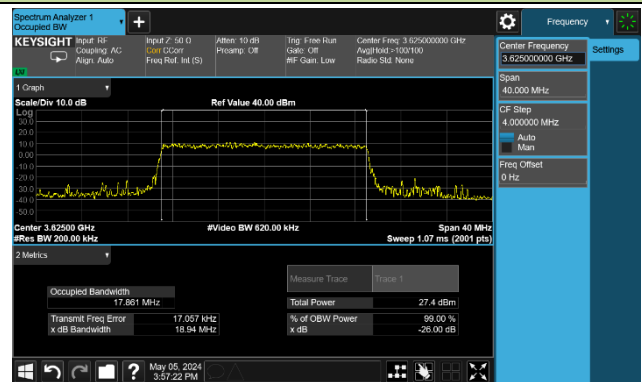 Spectrum Analyzer 1
Occupied BW
Frequency
KEYSIGHT
Input: RF
Coupling: AC
Align: Auto
Input Z: 50 Ω
Corr CCorr
Freq Ref: Int (S)
Atten: 10 dB
Preamp: Off
Trig: Free Run
Gate: Off
#IF Gain: Low
Center Freq: 3.625000000 GHz
Avg|Hold:>100/100
Radio Std: None
Center Frequency
3.625000000 GHz
Settings
Span
40.000 MHz
CF Step
4.000000 MHz
Auto
Man
Freq Offset
0 Hz
1 Graph
Scale/Div 10.0 dB
Ref Value 40.00 dBm
Log
30.0
20.0
10.0
0.00
-10.0
-20.0
-30.0
-40.0
-50.0
Center 3.62500 GHz
#Video BW 620.00 kHz
Span 40 MHz
#Res BW 200.00 kHz
Sweep 1.07 ms (2001 pts)
2 Metrics
Measure Trace
Trace 1
Occupied Bandwidth
17.861 MHz
Total Power
27.4 dBm
Transmit Freq Error
17.057 kHz
% of OBW Power
99.00 %
x dB Bandwidth
18.94 MHz
x dB
-26.00 dB
?
May 05, 2024
3:57:22 PM